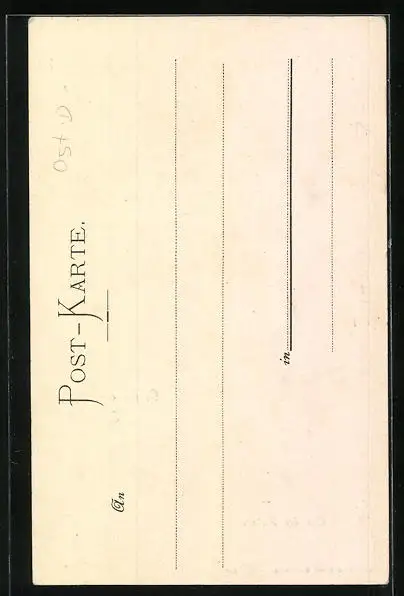 Ost. D.
POST-KARTE.
An
in